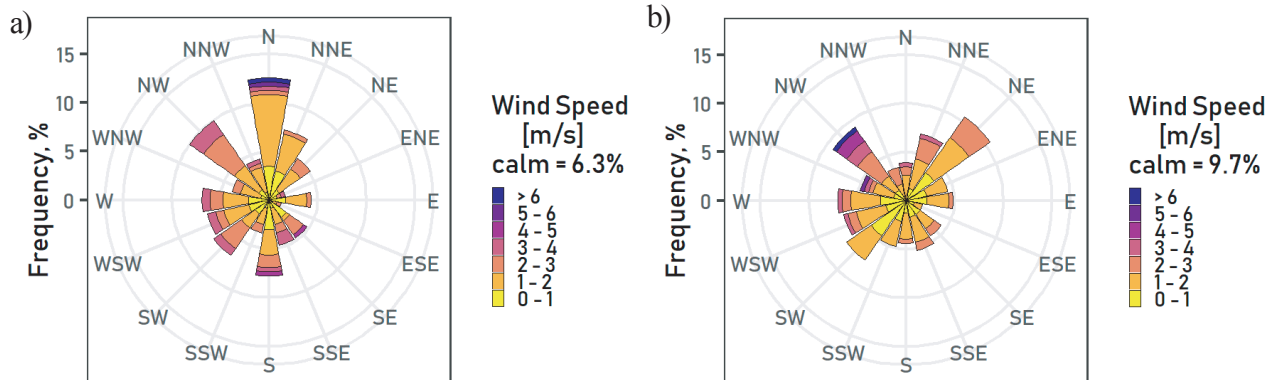 a)
N
NNE
NE
ENE
E
ESE
SE
SSE
S
SSW
SW
WSW
W
WNW
NW
NNW
Frequency, %
15
10
5
0
Wind Speed
[m/s]
calm = 6.3%
> 6
5 - 6
4 - 5
3 - 4
2 - 3
1 - 2
0 - 1
b)
N
NNE
NE
ENE
E
ESE
SE
SSE
S
SSW
SW
WSW
W
WNW
NW
NNW
Frequency, %
15
10
5
0
Wind Speed
[m/s]
calm = 9.7%
> 6
5 - 6
4 - 5
3 - 4
2 - 3
1 - 2
0 - 1